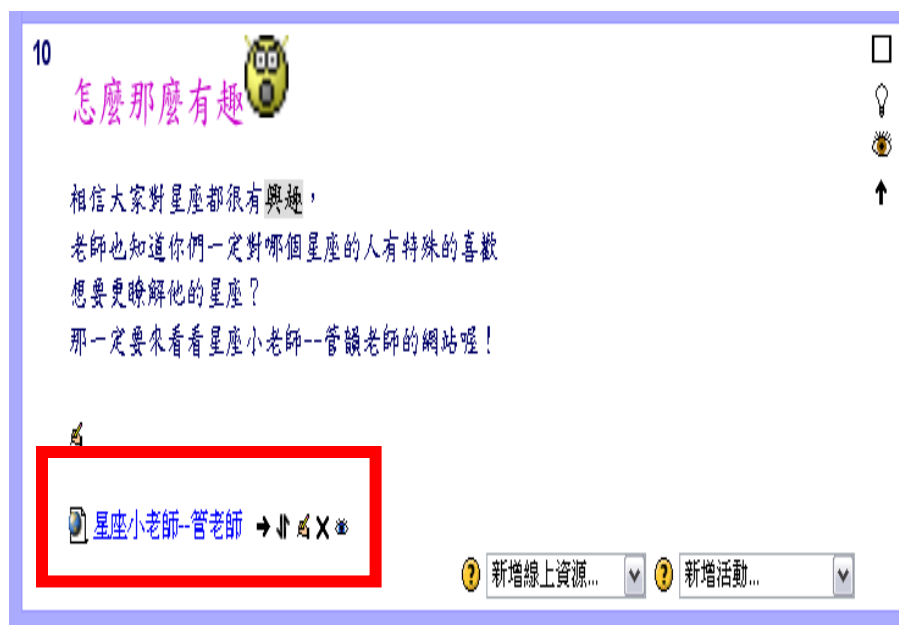 10
怎麼那麼有趣
相信大家對星座都很有興趣，
老師也知道你們一定對哪個星座的人有特殊的喜歡
想要更瞭解他的星座？
那一定要來看看星座小老師--管韻老師的網站喔！
星座小老師--管老師
新增線上資源... 新增活動...